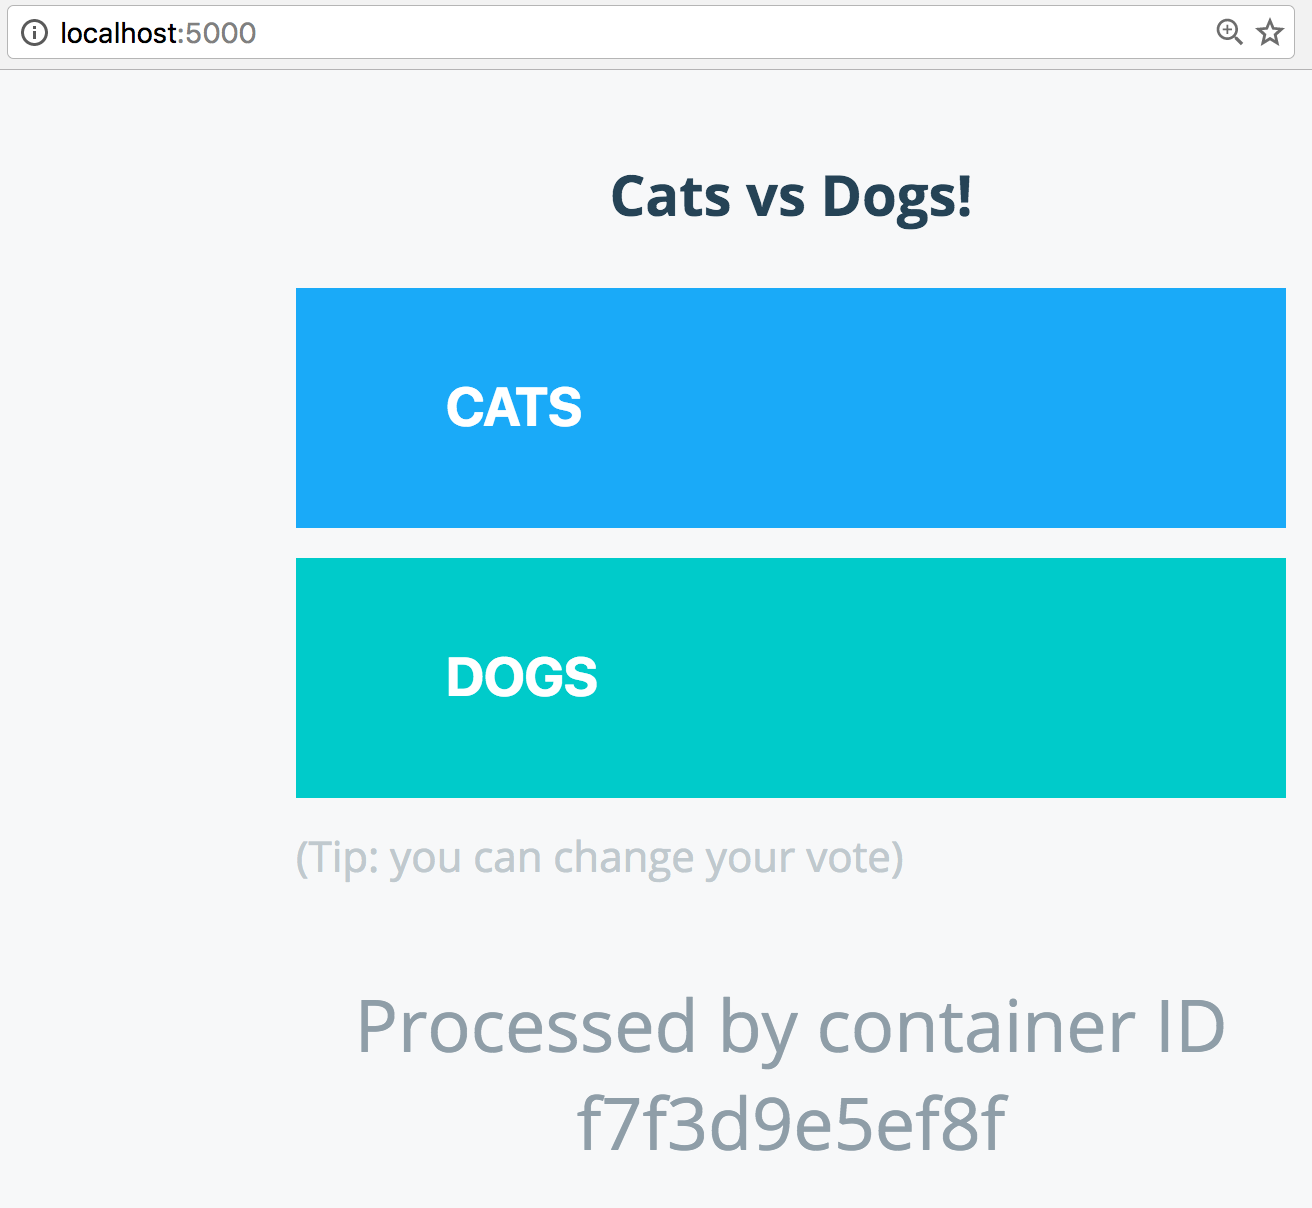 localhost:5000
Cats vs Dogs!
CATS
DOGS
(Tip: you can change your vote)
Processed by container ID
f7f3d9e5ef8f